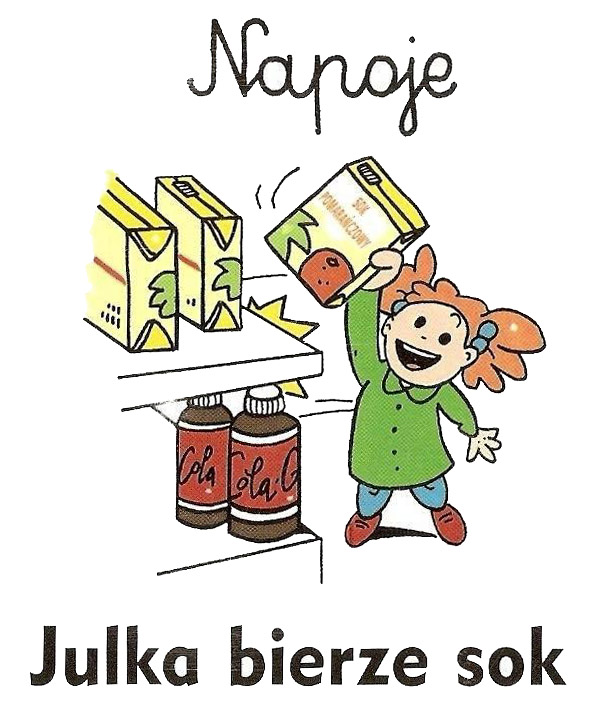 Napoje
SOK
POMARAŃCZOWY
Cola
Cola-C
Julka bierze sok